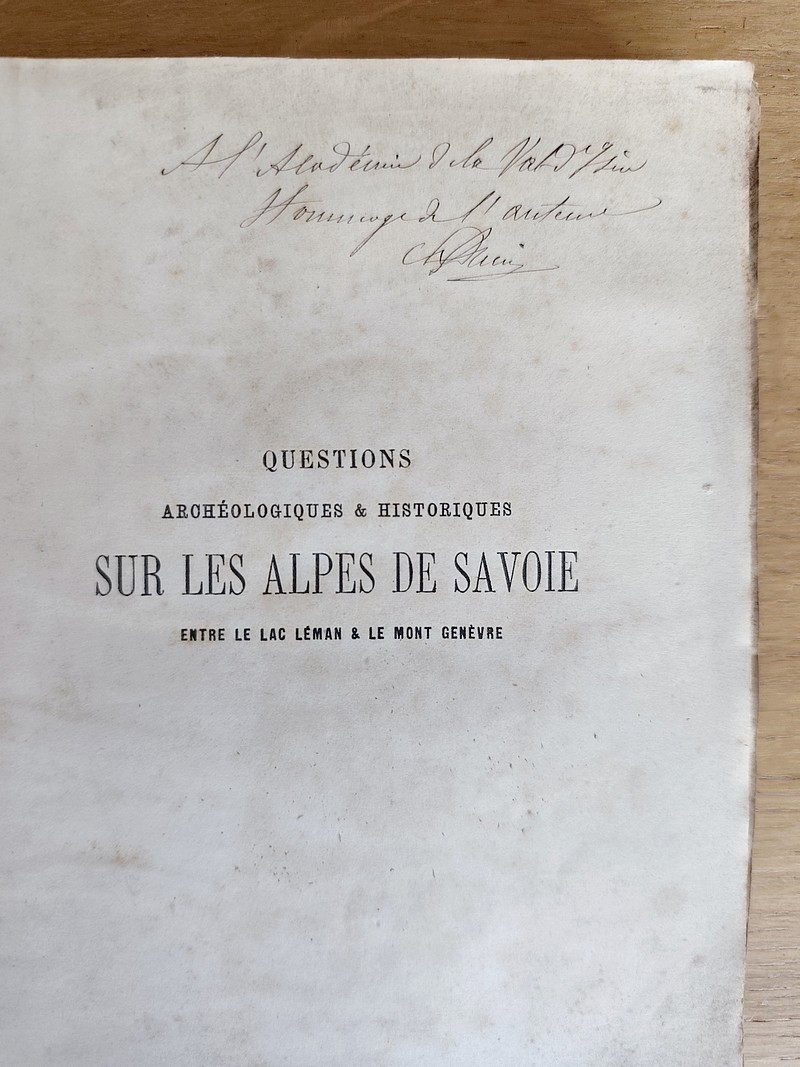 A l'Académie de la Val d'Isère
Hommage de l'auteur
QUESTIONS
ARCHÉOLOGIQUES & HISTORIQUES
SUR LES ALPES DE SAVOIE
ENTRE LE LAC LÉMAN & LE MONT GENÈVRE